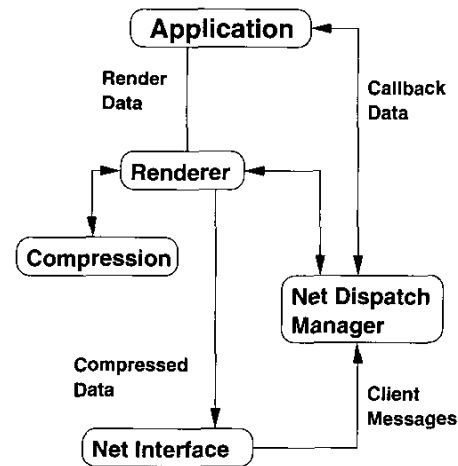 Application
Render
Data
Callback
Data
Renderer
Compression
Net Dispatch
Manager
Compressed
Data
Client
Messages
Net Interface